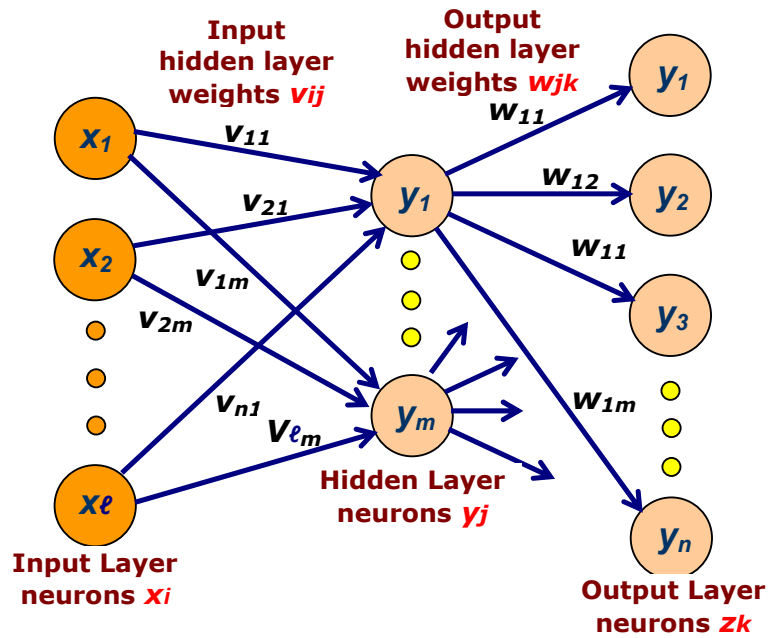 Input
hidden layer
weights vij
Output
hidden layer
weights wjk
x1
x2
xℓ
v11
v21
v1m
v2m
vn1
Vℓm
y1
ym
w11
w12
w11
w1m
y1
y2
y3
yn
Hidden Layer
neurons yj
Input Layer
neurons xi
Output Layer
neurons zk